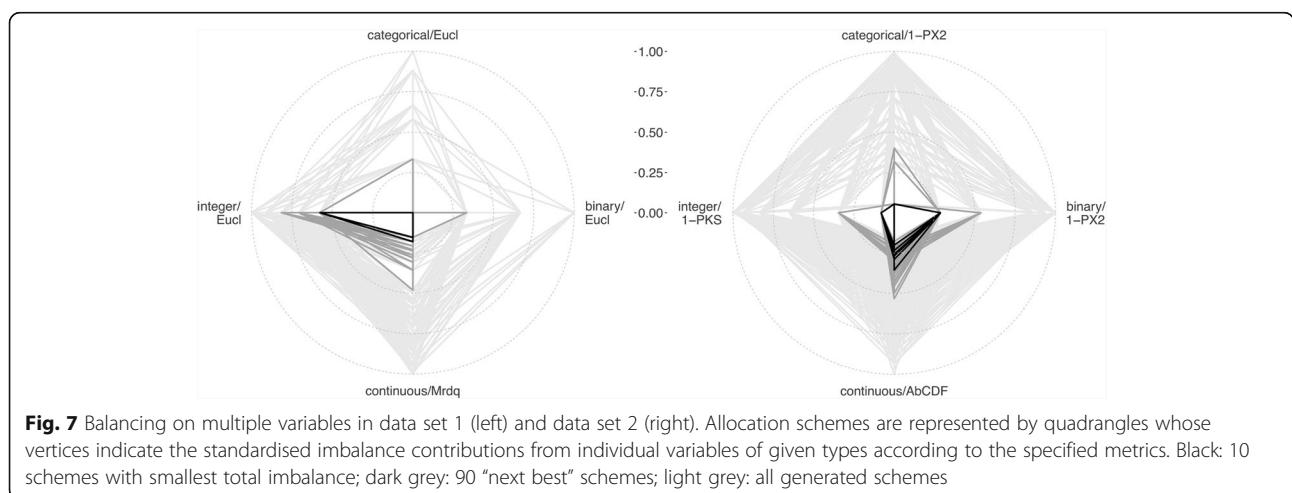 categorical/Eucl
categorical/1−PX2
-1.00-
-0.75-
-0.50-
-0.25-
-0.00-
integer/
Eucl
binary/
Eucl
integer/
1−PKS
binary/
1−PX2
continuous/Mrdq
continuous/AbCDF
Fig. 7 Balancing on multiple variables in data set 1 (left) and data set 2 (right). Allocation schemes are represented by quadrangles whose
vertices indicate the standardised imbalance contributions from individual variables of given types according to the specified metrics. Black: 10
schemes with smallest total imbalance; dark grey: 90 “next best” schemes; light grey: all generated schemes